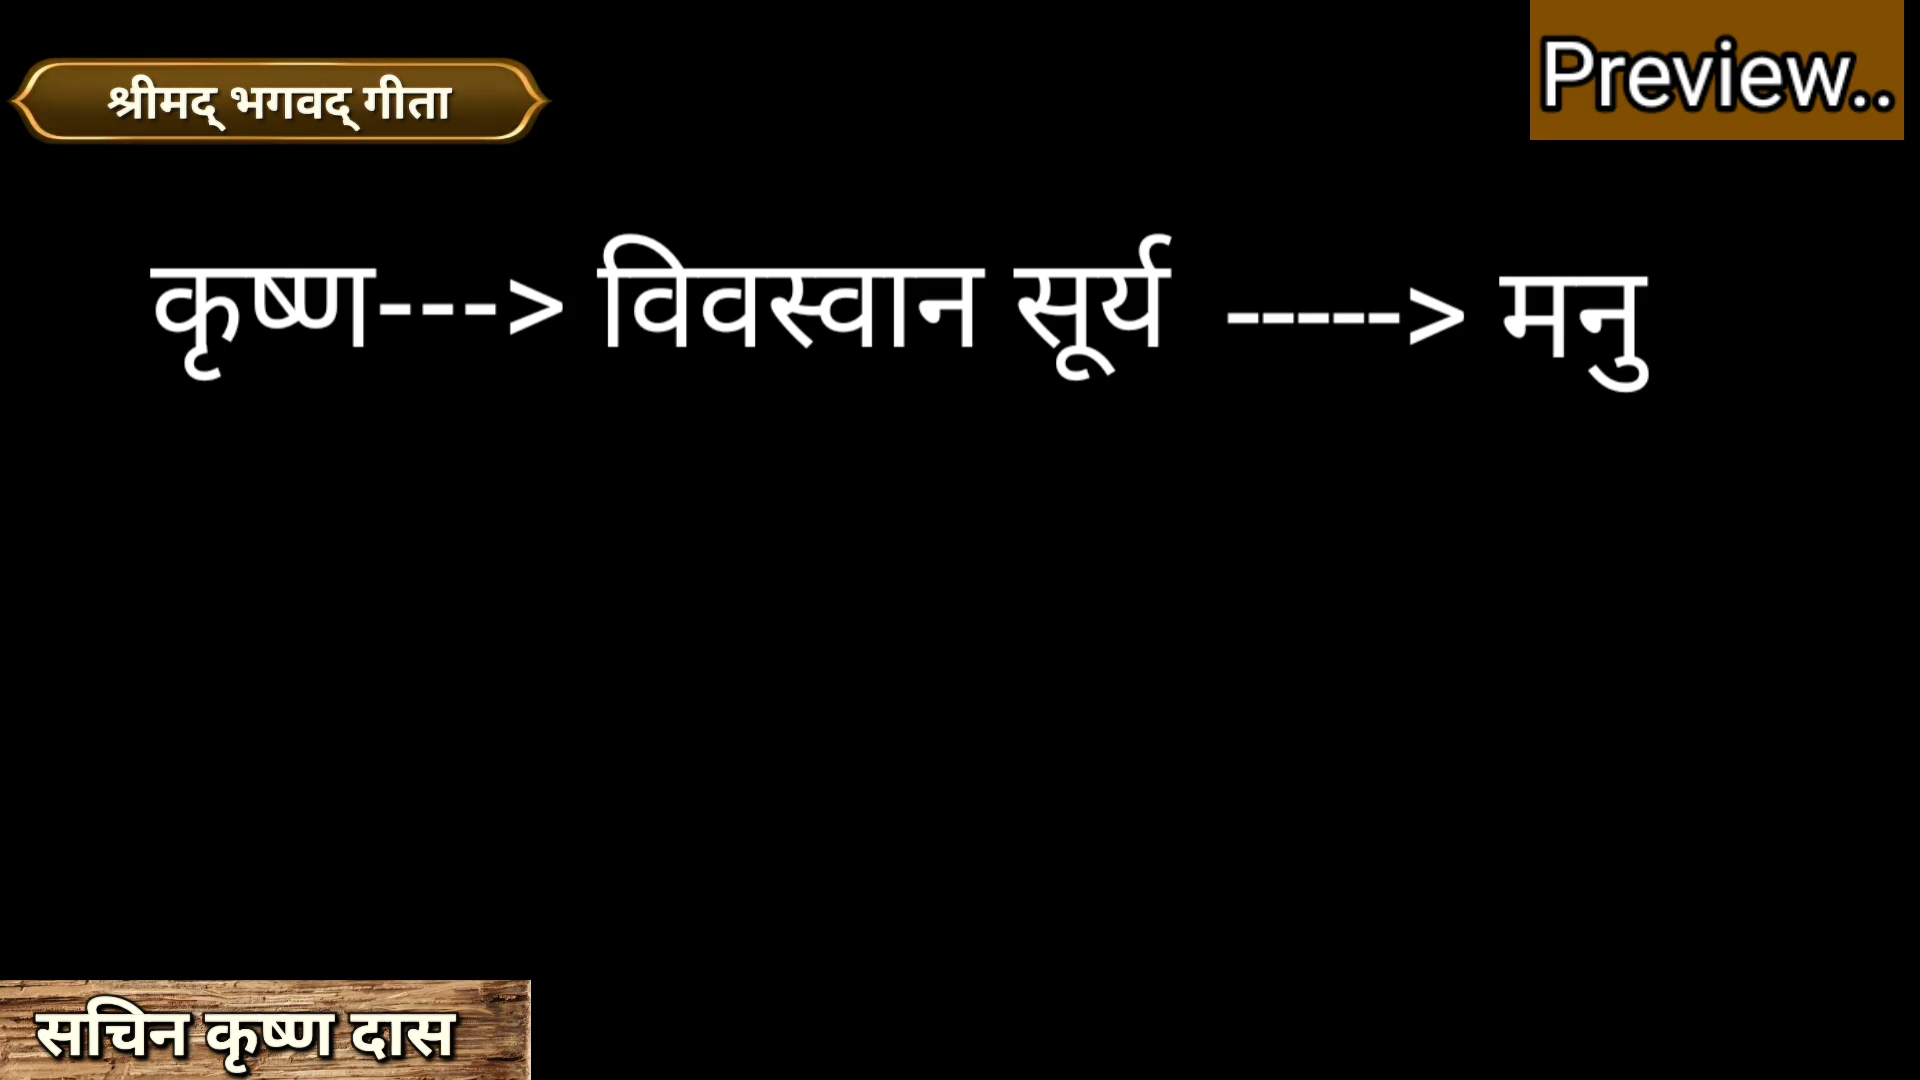 श्रीमद् भगवद् गीता
Preview..
कृष्ण---> विवस्वान सूर्य -----> मनु
सचिन कृष्ण दास